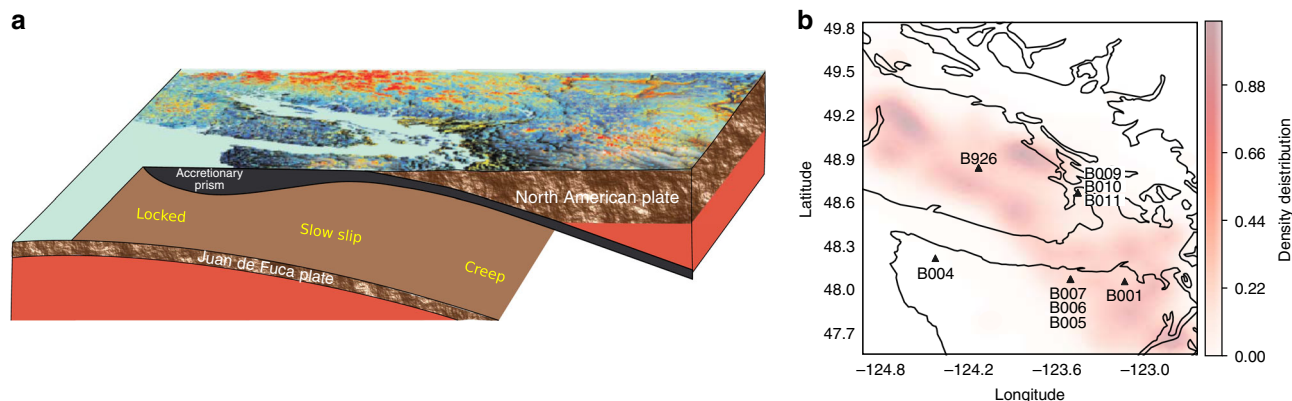 a
Accretionary
prism
North American plate
Locked
Slow slip
Juan de Fuca plate
Creep
b
49.8
49.5
49.2
48.9
48.6
48.3
48.0
47.7
Latitude
B926
B009
B010
B011
B004
B007
B006
B005
B001
−124.8
−124.2
−123.6
−123.0
Longitude
0.88
0.66
0.44
0.22
0.00
Density deistribution